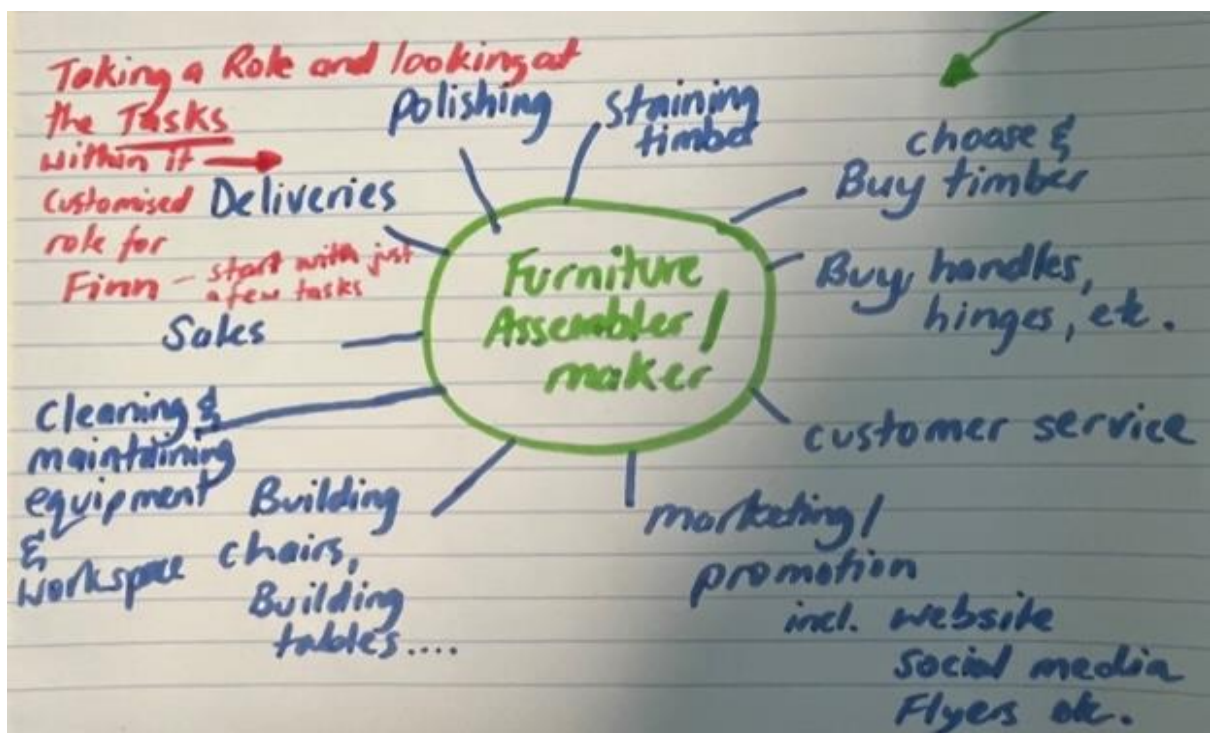 Taking a Role and looking at
the Tasks
within it
customised
role for
Finn - start with just
a few tasks
polishing
staining
timber
choose &
Buy timber
Buy, handles,
hinges, etc.
customer service
marketing/
promotion
incl. website
social media
Flyers etc.
Building
chairs,
Building
tables....
cleaning &
maintaining
equipment
&
workspace
Sales
Deliveries
Furniture
Assembler/
maker